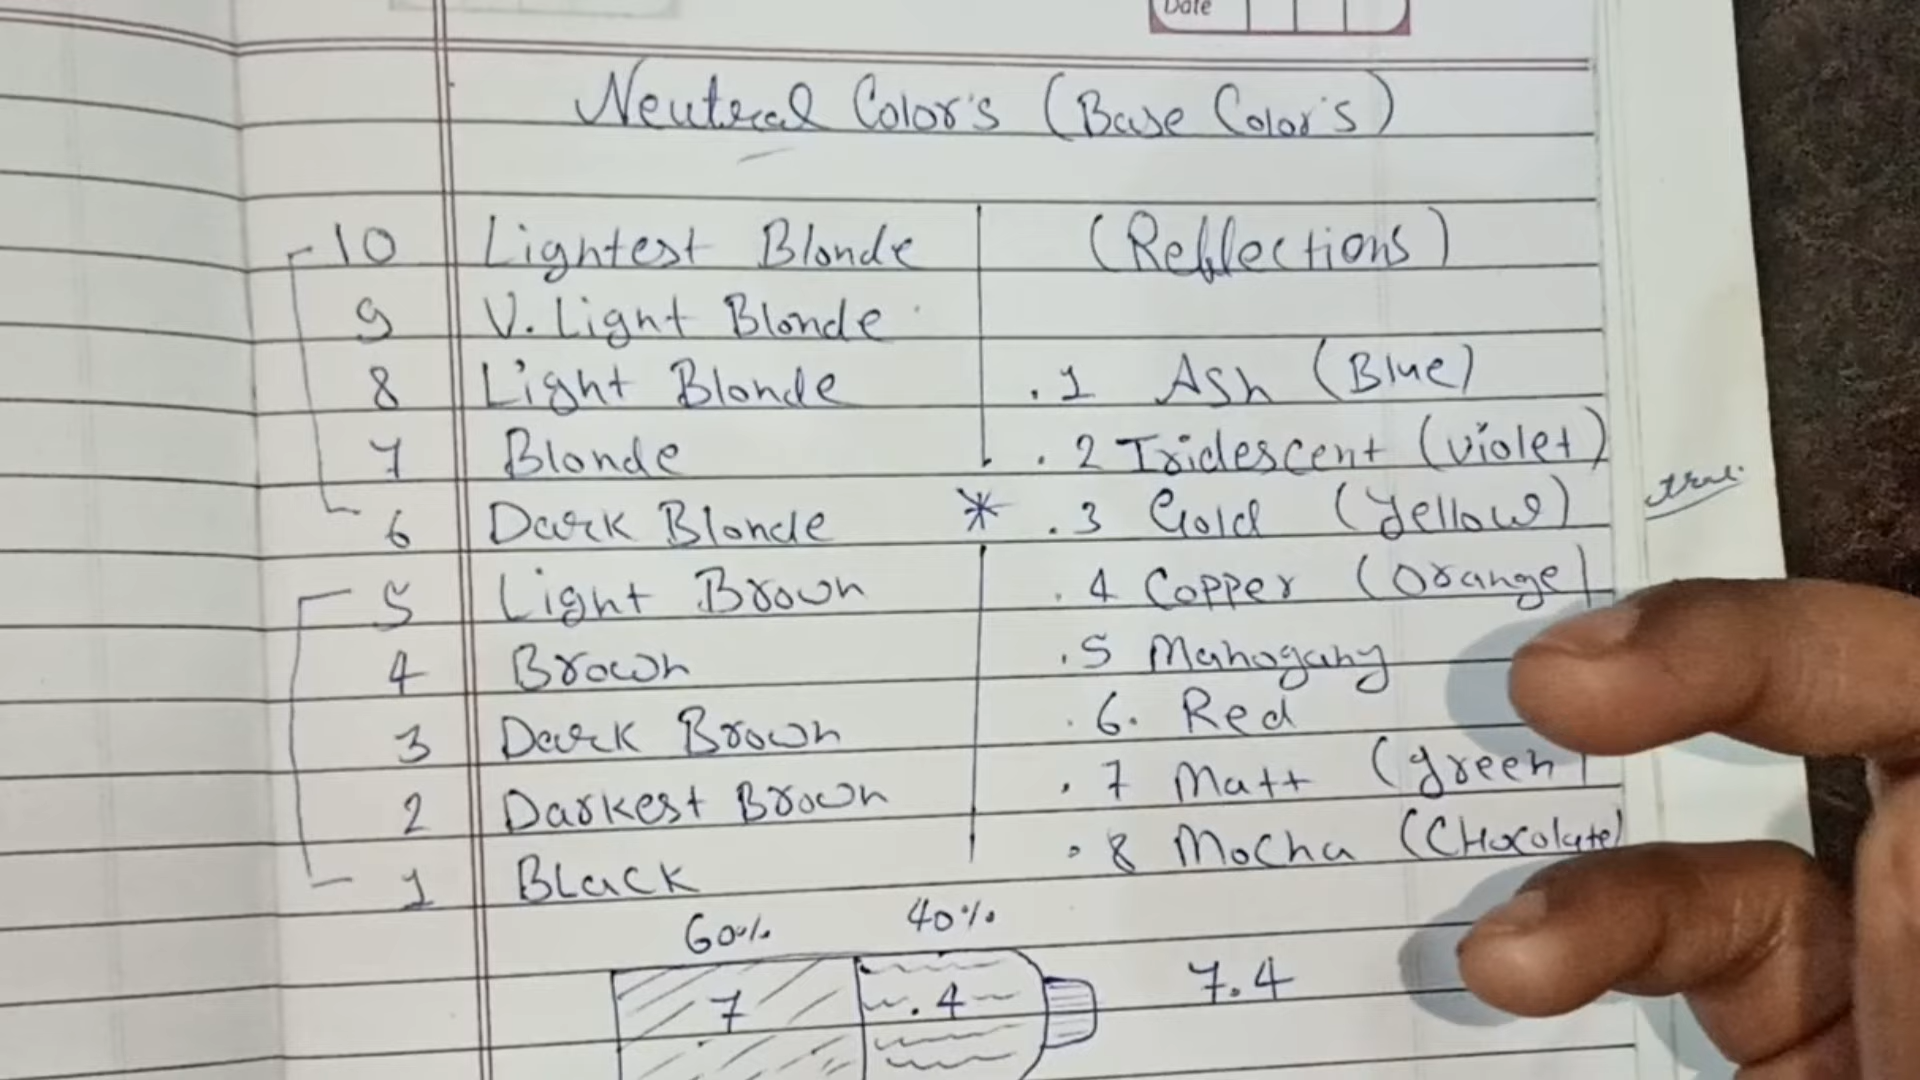 Date
Neutral Color's (Base Color's)
10 Lightest Blonde (Reflections)
9 V. Light Blonde
8 Light Blonde .1 Ash (Blue)
7 Blonde .2 Iridescent (Violet)
6 Dark Blonde * .3 Gold (Yellow)
5 Light Brown .4 Copper (Orange)
4 Brown .5 Mahogany
3 Dark Brown .6. Red
2 Darkest Brown .7 Matt (green)
1 BLack .8 Mocha (CHocolate)
60% 40%
7 .4 7.4